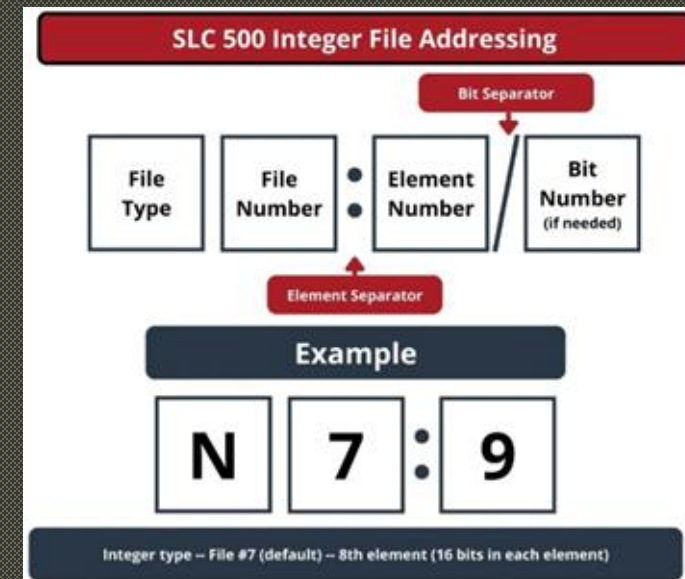 SLC 500 Integer File Addressing
Bit Separator
File Type
File Number
:
Element Number
/
Bit Number (if needed)
Element Separator
Example
N 7 : 9
Integer type -- File #7 (default) -- 8th element (16 bits in each element)